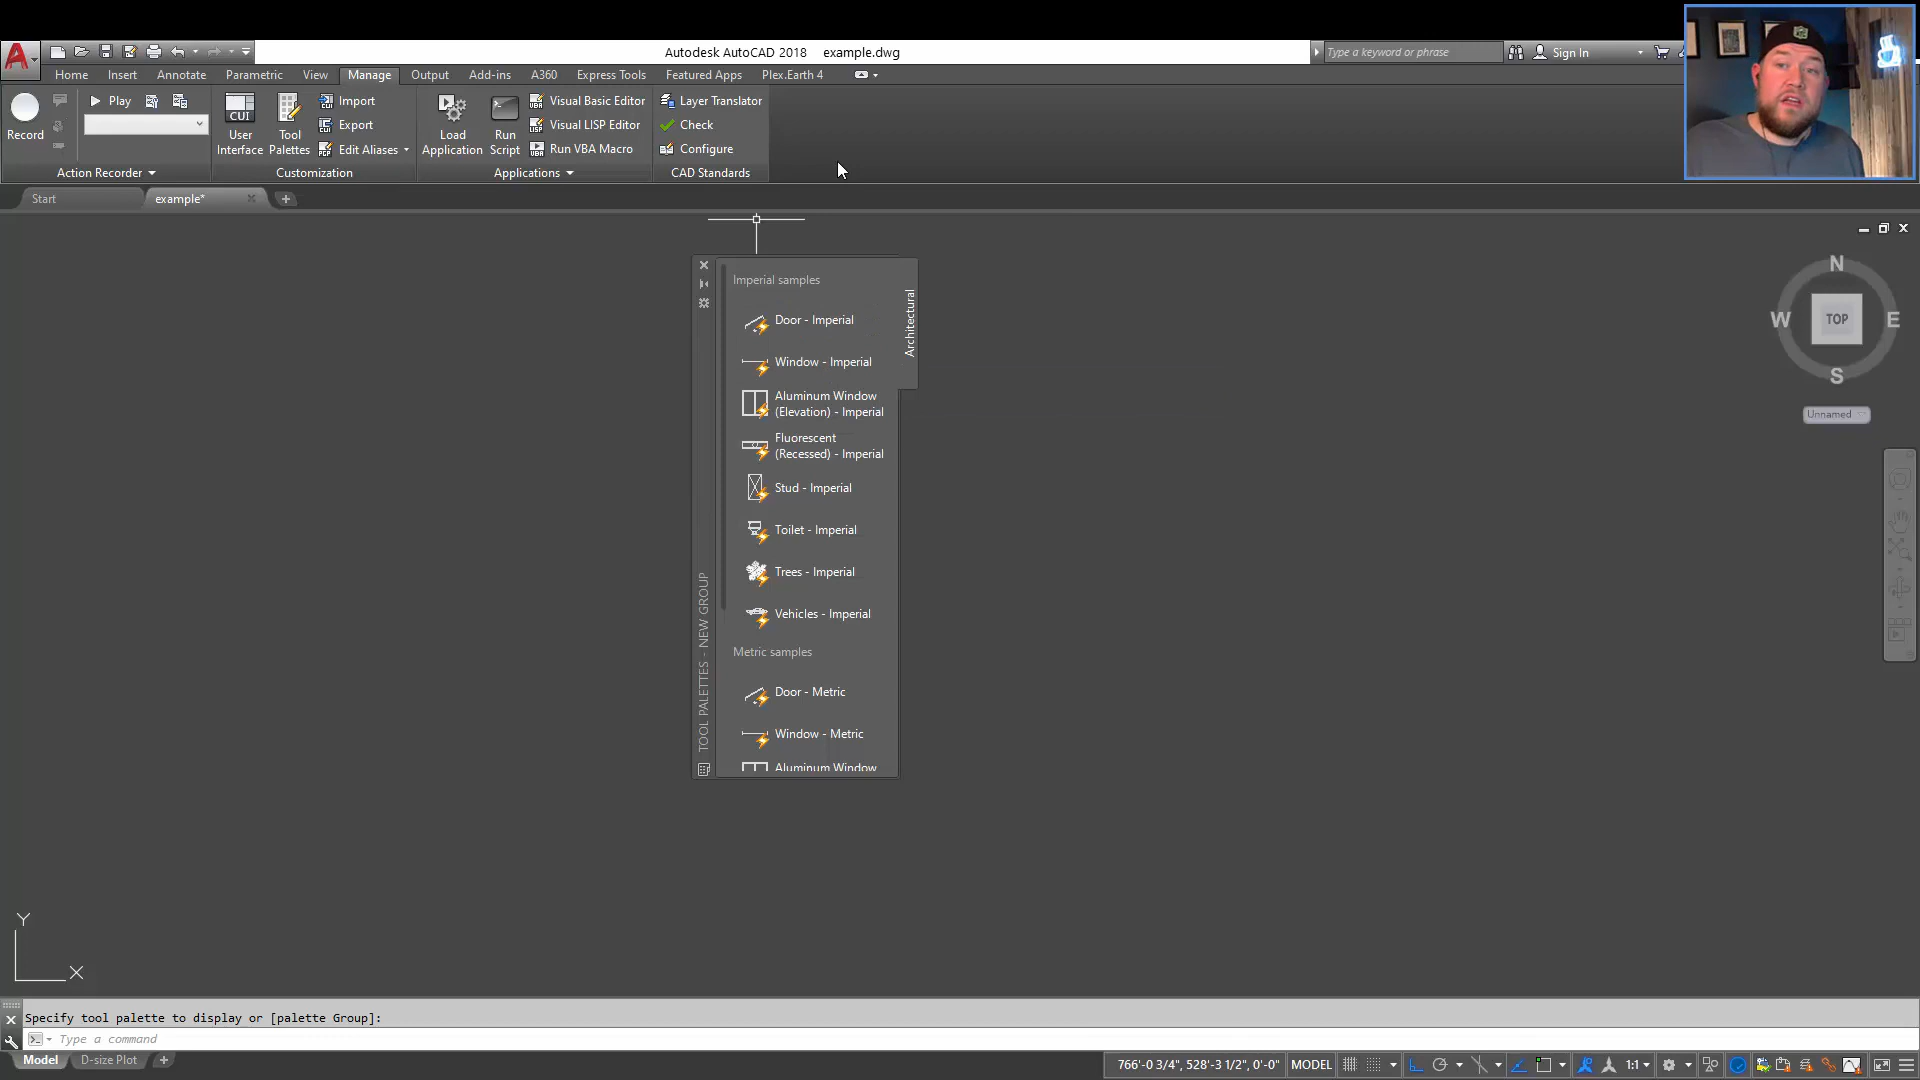 Autodesk AutoCAD 2018 example.dwg
Type a keyword or phrase
Sign In
Home Insert Annotate Parametric View Manage Output Add-ins A360 Express Tools Featured Apps Plex.Earth 4
Record
Play
Action Recorder
CUI
User
Interface
Tool
Palettes
Import
Export
Edit Aliases
Customization
Load
Application
Run
Script
Visual Basic Editor
Visual LISP Editor
Run VBA Macro
Applications
Layer Translator
Check
Configure
CAD Standards
Start
example*
N
W
TOP
E
S
Unnamed
Imperial samples
Door - Imperial
Window - Imperial
Aluminum Window
(Elevation) - Imperial
Fluorescent
(Recessed) - Imperial
Stud - Imperial
Toilet - Imperial
Trees - Imperial
Vehicles - Imperial
Metric samples
Door - Metric
Window - Metric
Aluminum Window
Architectural
TOOL PALETTES - NEW GROUP
Y
X
Specify tool palette to display or [palette Group]:
Type a command
Model
D-size Plot
766'-0 3/4", 528'-3 1/2", 0'-0"
MODEL
1:1